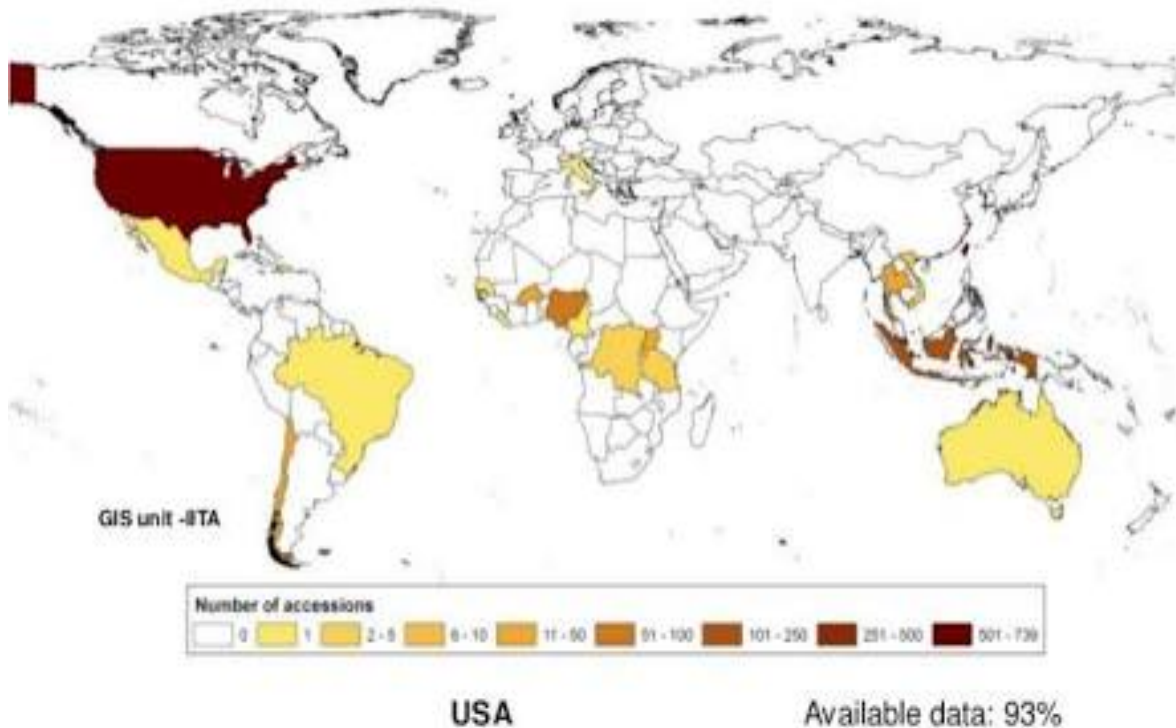 GIS unit -IITA
Number of accessions
0 1 2 - 5 6 - 10 11 - 50 51 - 100 101 - 250 251 - 500 501 - 739
USA Available data: 93%